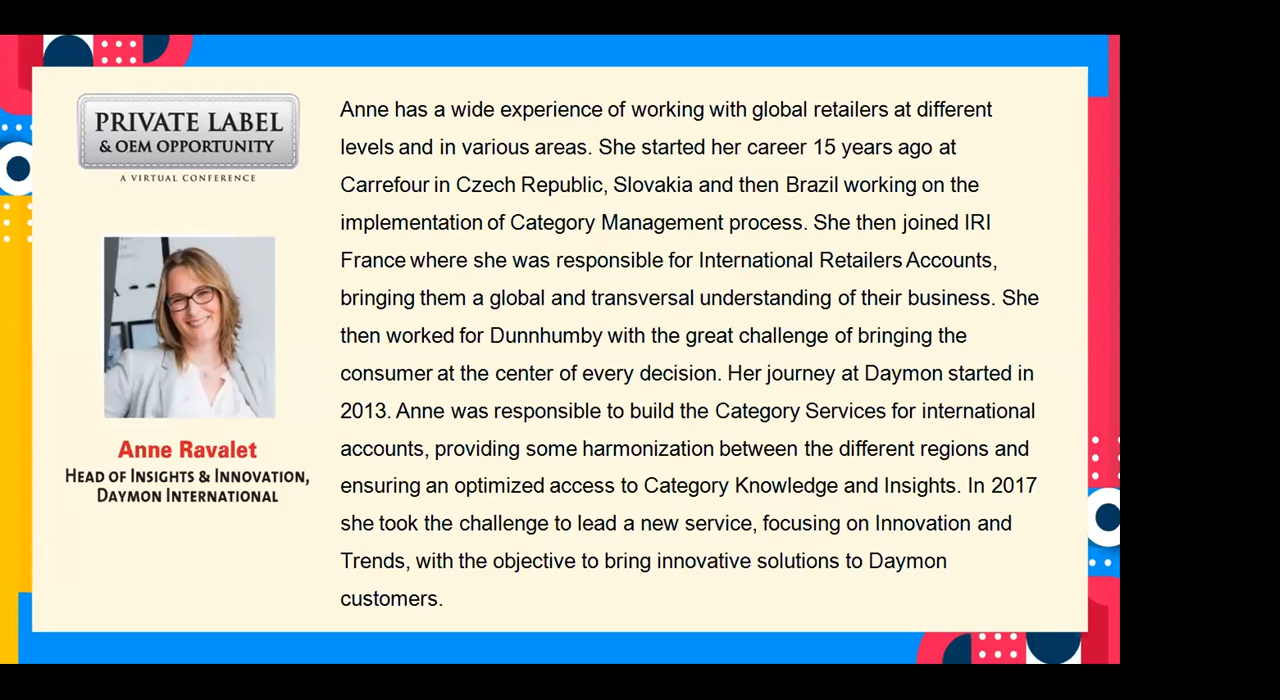 PRIVATE LABEL
& OEM OPPORTUNITY
A VIRTUAL CONFERENCE
Anne Ravalet
HEAD OF INSIGHTS & INNOVATION,
DAYMON INTERNATIONAL
Anne has a wide experience of working with global retailers at different
levels and in various areas. She started her career 15 years ago at
Carrefour in Czech Republic, Slovakia and then Brazil working on the
implementation of Category Management process. She then joined IRI
France where she was responsible for International Retailers Accounts,
bringing them a global and transversal understanding of their business. She
then worked for Dunnhumby with the great challenge of bringing the
consumer at the center of every decision. Her journey at Daymon started in
2013. Anne was responsible to build the Category Services for international
accounts, providing some harmonization between the different regions and
ensuring an optimized access to Category Knowledge and Insights. In 2017
she took the challenge to lead a new service, focusing on Innovation and
Trends, with the objective to bring innovative solutions to Daymon
customers.